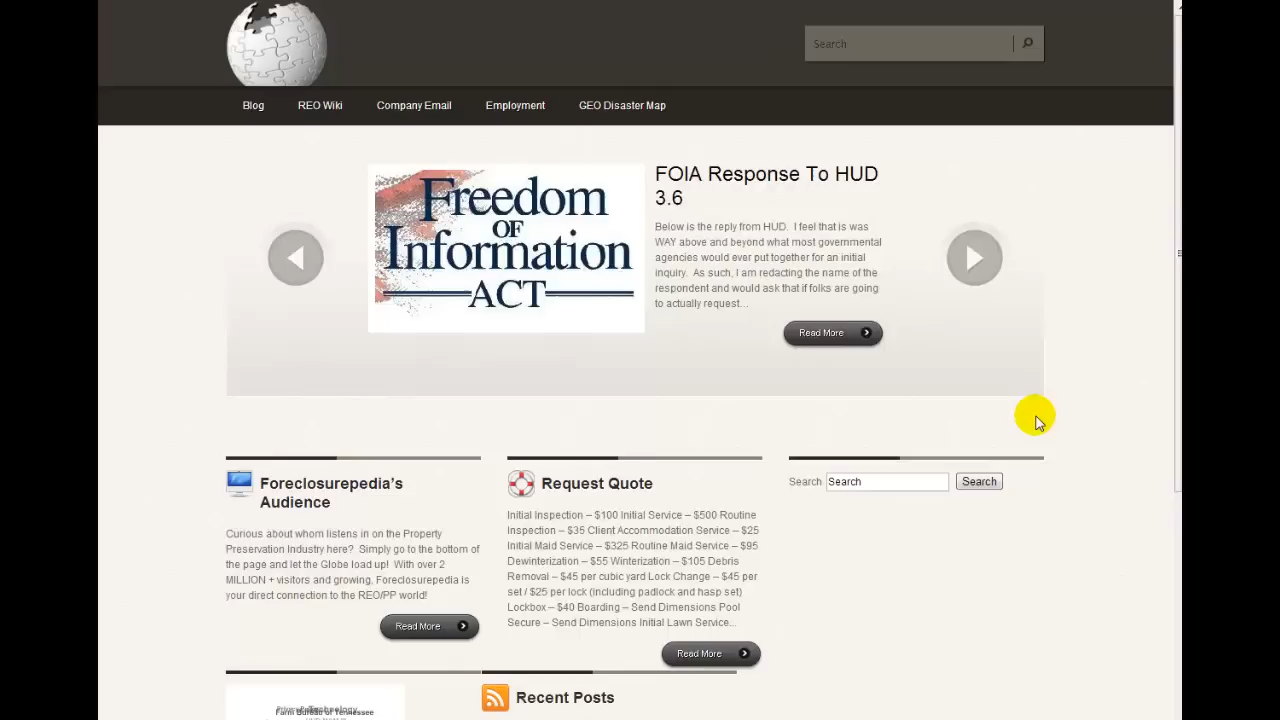 Search
Blog REO Wiki Company Email Employment GEO Disaster Map
Freedom
OF
Information
ACT
FOIA Response To HUD
3.6
Below is the reply from HUD. I feel that is was
WAY above and beyond what most governmental
agencies would ever put together for an initial
inquiry. As such, I am redacting the name of the
respondent and would ask that if folks are going
to actually request...
Read More
Foreclosurepedia's
Audience
Curious about whom listens in on the Property
Preservation Industry here? Simply go to the bottom of
the page and let the Globe load up! With over 2
MILLION + visitors and growing, Foreclosurepedia is
your direct connection to the REO/PP world!
Read More
Request Quote
Initial Inspection – $100 Initial Service – $500 Routine
Inspection – $35 Client Accommodation Service – $25
Initial Maid Service – $325 Routine Maid Service – $95
Dewinterization – $55 Winterization – $105 Debris
Removal – $45 per cubic yard Lock Change – $45 per
set / $25 per lock (including padlock and hasp set)
Lockbox – $40 Boarding – Send Dimensions Pool
Secure – Send Dimensions Initial Lawn Service...
Read More
Search Search Search
Technology
Farm Bureau of Tennessee
Recent Posts